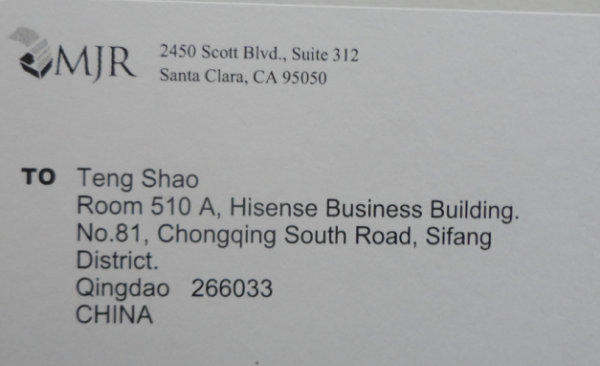 MJR
2450 Scott Blvd., Suite 312
Santa Clara, CA 95050
TO Teng Shao
Room 510 A, Hisense Business Building.
No.81, Chongqing South Road, Sifang
District.
Qingdao 266033
CHINA